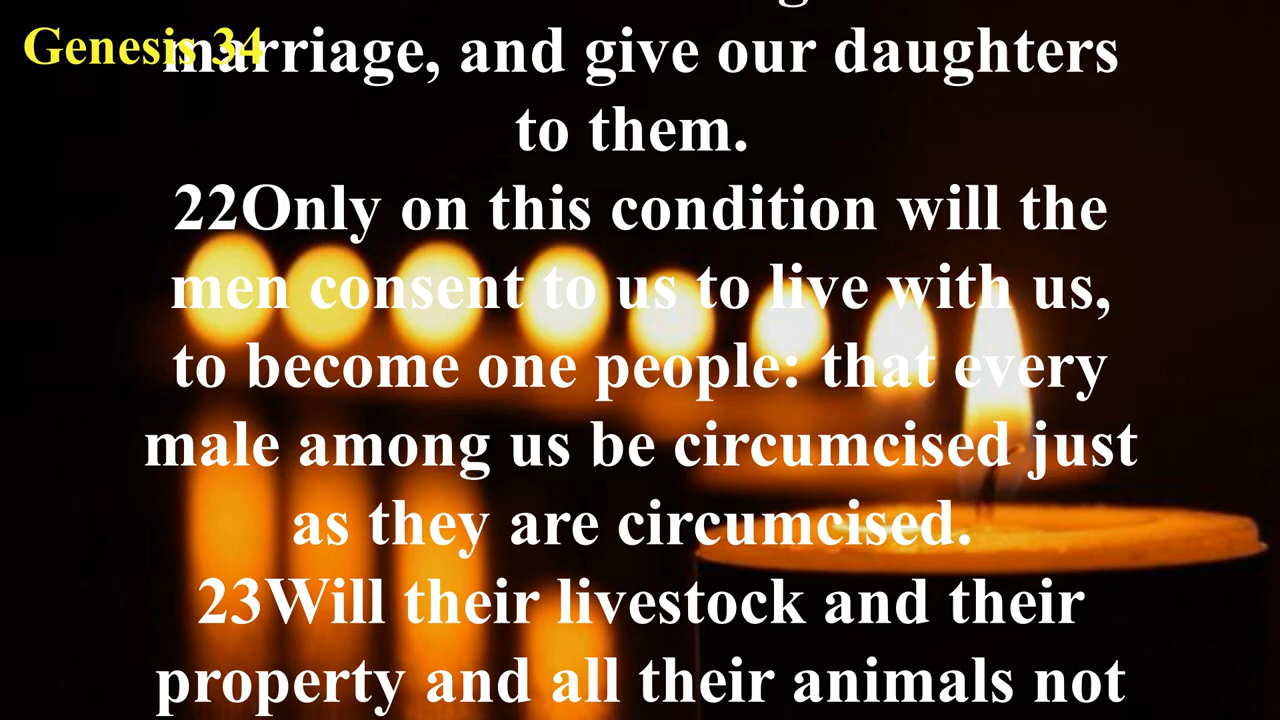 Genesis 34
marriage, and give our daughters
to them.
22Only on this condition will the
men consent to us to live with us,
to become one people: that every
male among us be circumcised just
as they are circumcised.
23Will their livestock and their
property and all their animals not